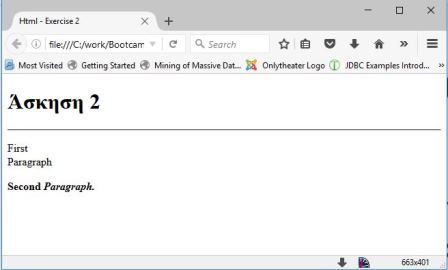 Html - Exercise 2
file:///C:/work/Bootcam
Search
Most Visited Getting Started Mining of Massive Dat... Onlytheater Logo JDBC Examples Introd...
Άσκηση 2
First
Paragraph
Second Paragraph.
663x401